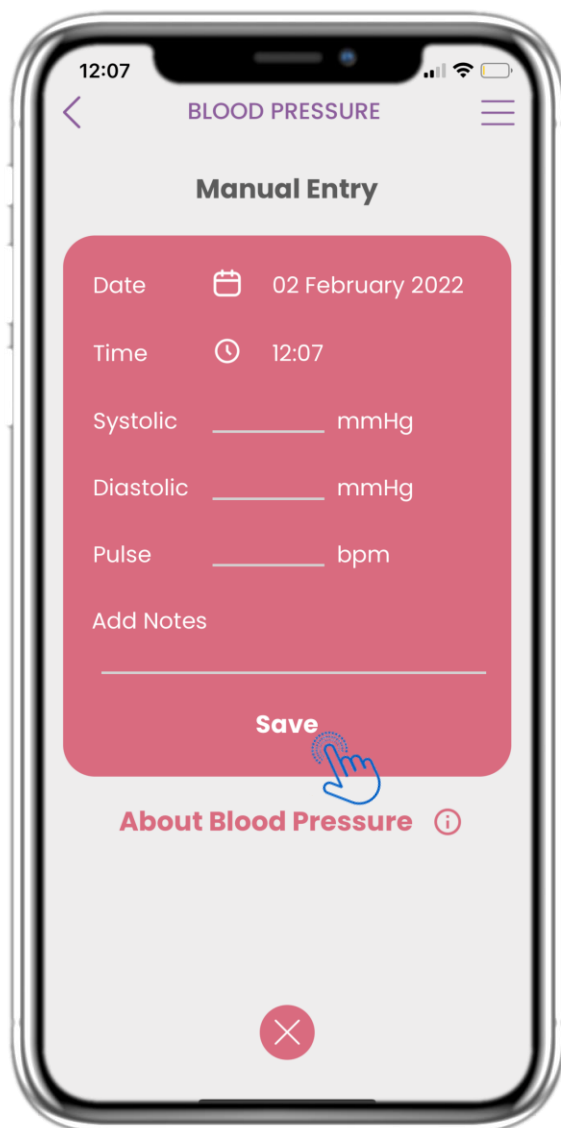 12:07
BLOOD PRESSURE
Manual Entry
Date 02 February 2022
Time 12:07
Systolic mmHg
Diastolic mmHg
Pulse bpm
Add Notes
Save
About Blood Pressure